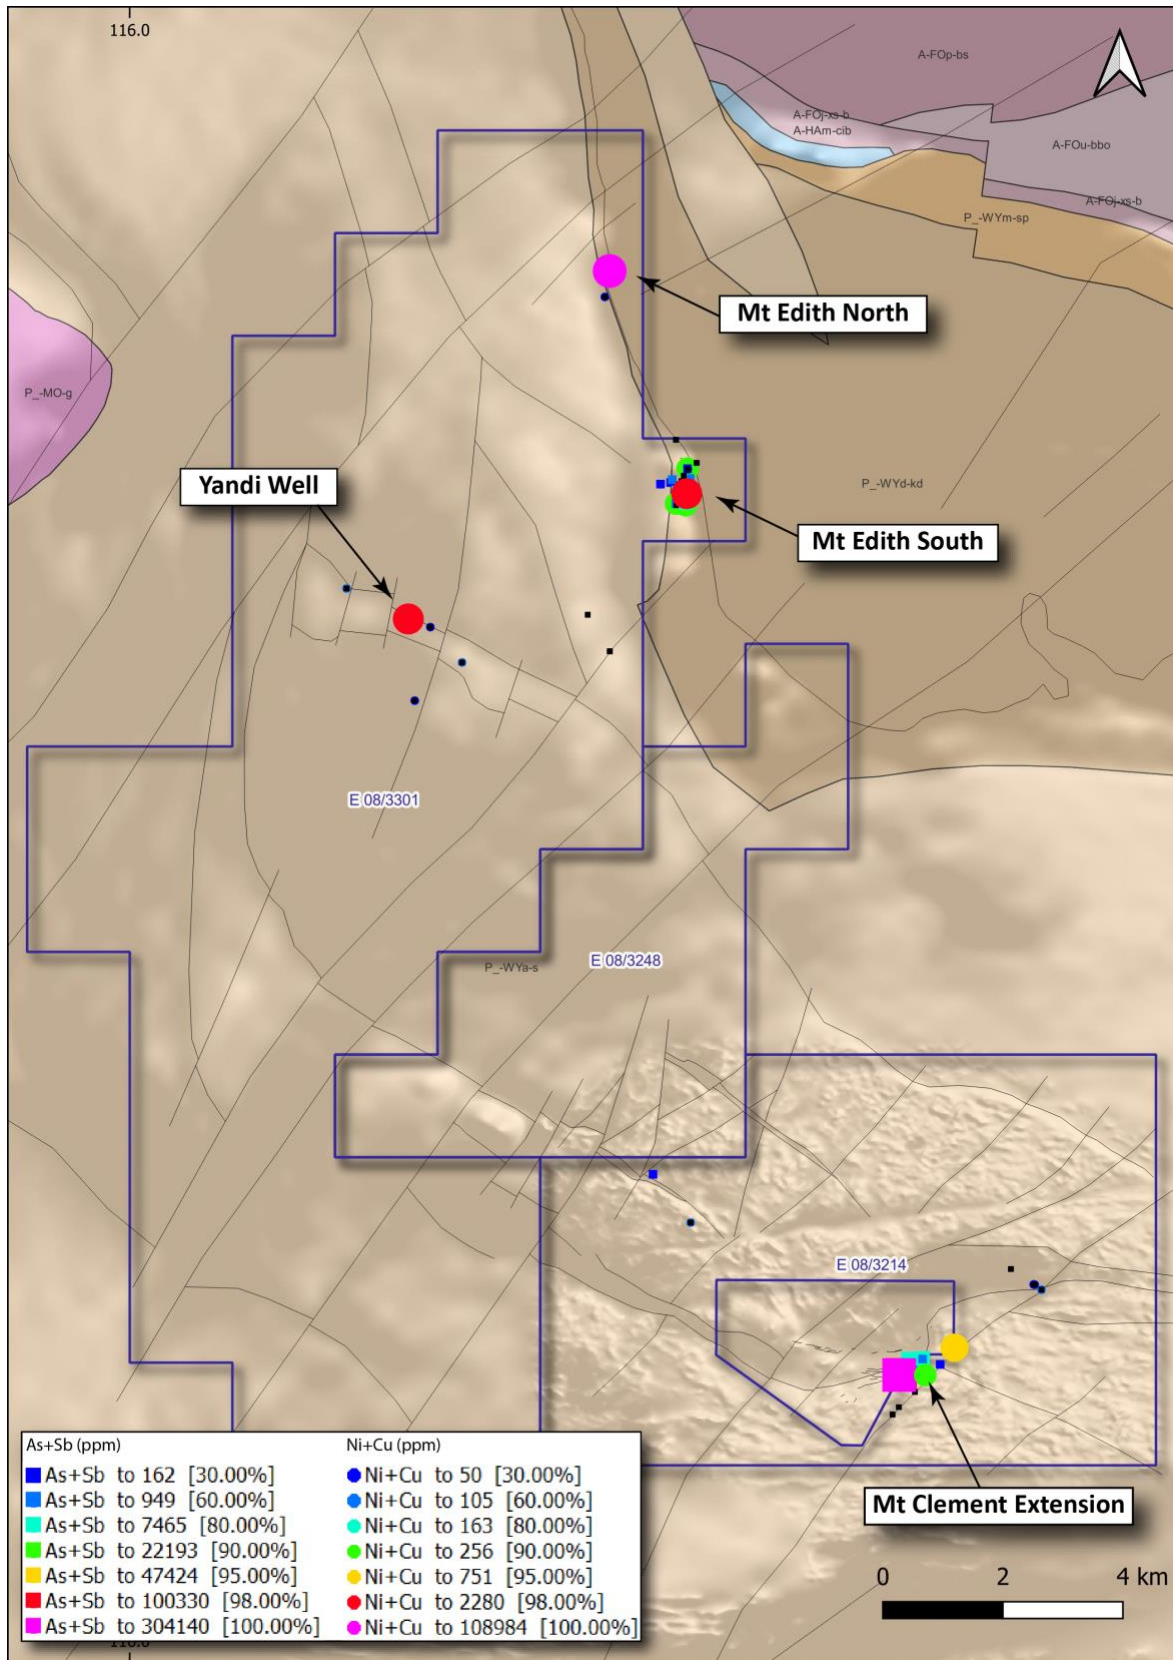 116.0
A-FOp-bs
A-FOj-xs-b
A-HAm-cib
A-FOu-bbo
A-FOj-xs-b
P_-WYm-sp
Mt Edith North
P_-MO-g
Yandi Well
P_-WYd-kd
Mt Edith South
E 08/3301
E 08/3248
P_-WYa-s
E 08/3214
Mt Clement Extension
As+Sb (ppm)
As+Sb to 162 [30.00%]
As+Sb to 949 [60.00%]
As+Sb to 7465 [80.00%]
As+Sb to 22193 [90.00%]
As+Sb to 47424 [95.00%]
As+Sb to 100330 [98.00%]
As+Sb to 304140 [100.00%]
Ni+Cu (ppm)
Ni+Cu to 50 [30.00%]
Ni+Cu to 105 [60.00%]
Ni+Cu to 163 [80.00%]
Ni+Cu to 256 [90.00%]
Ni+Cu to 751 [95.00%]
Ni+Cu to 2280 [98.00%]
Ni+Cu to 108984 [100.00%]
0 2 4 km